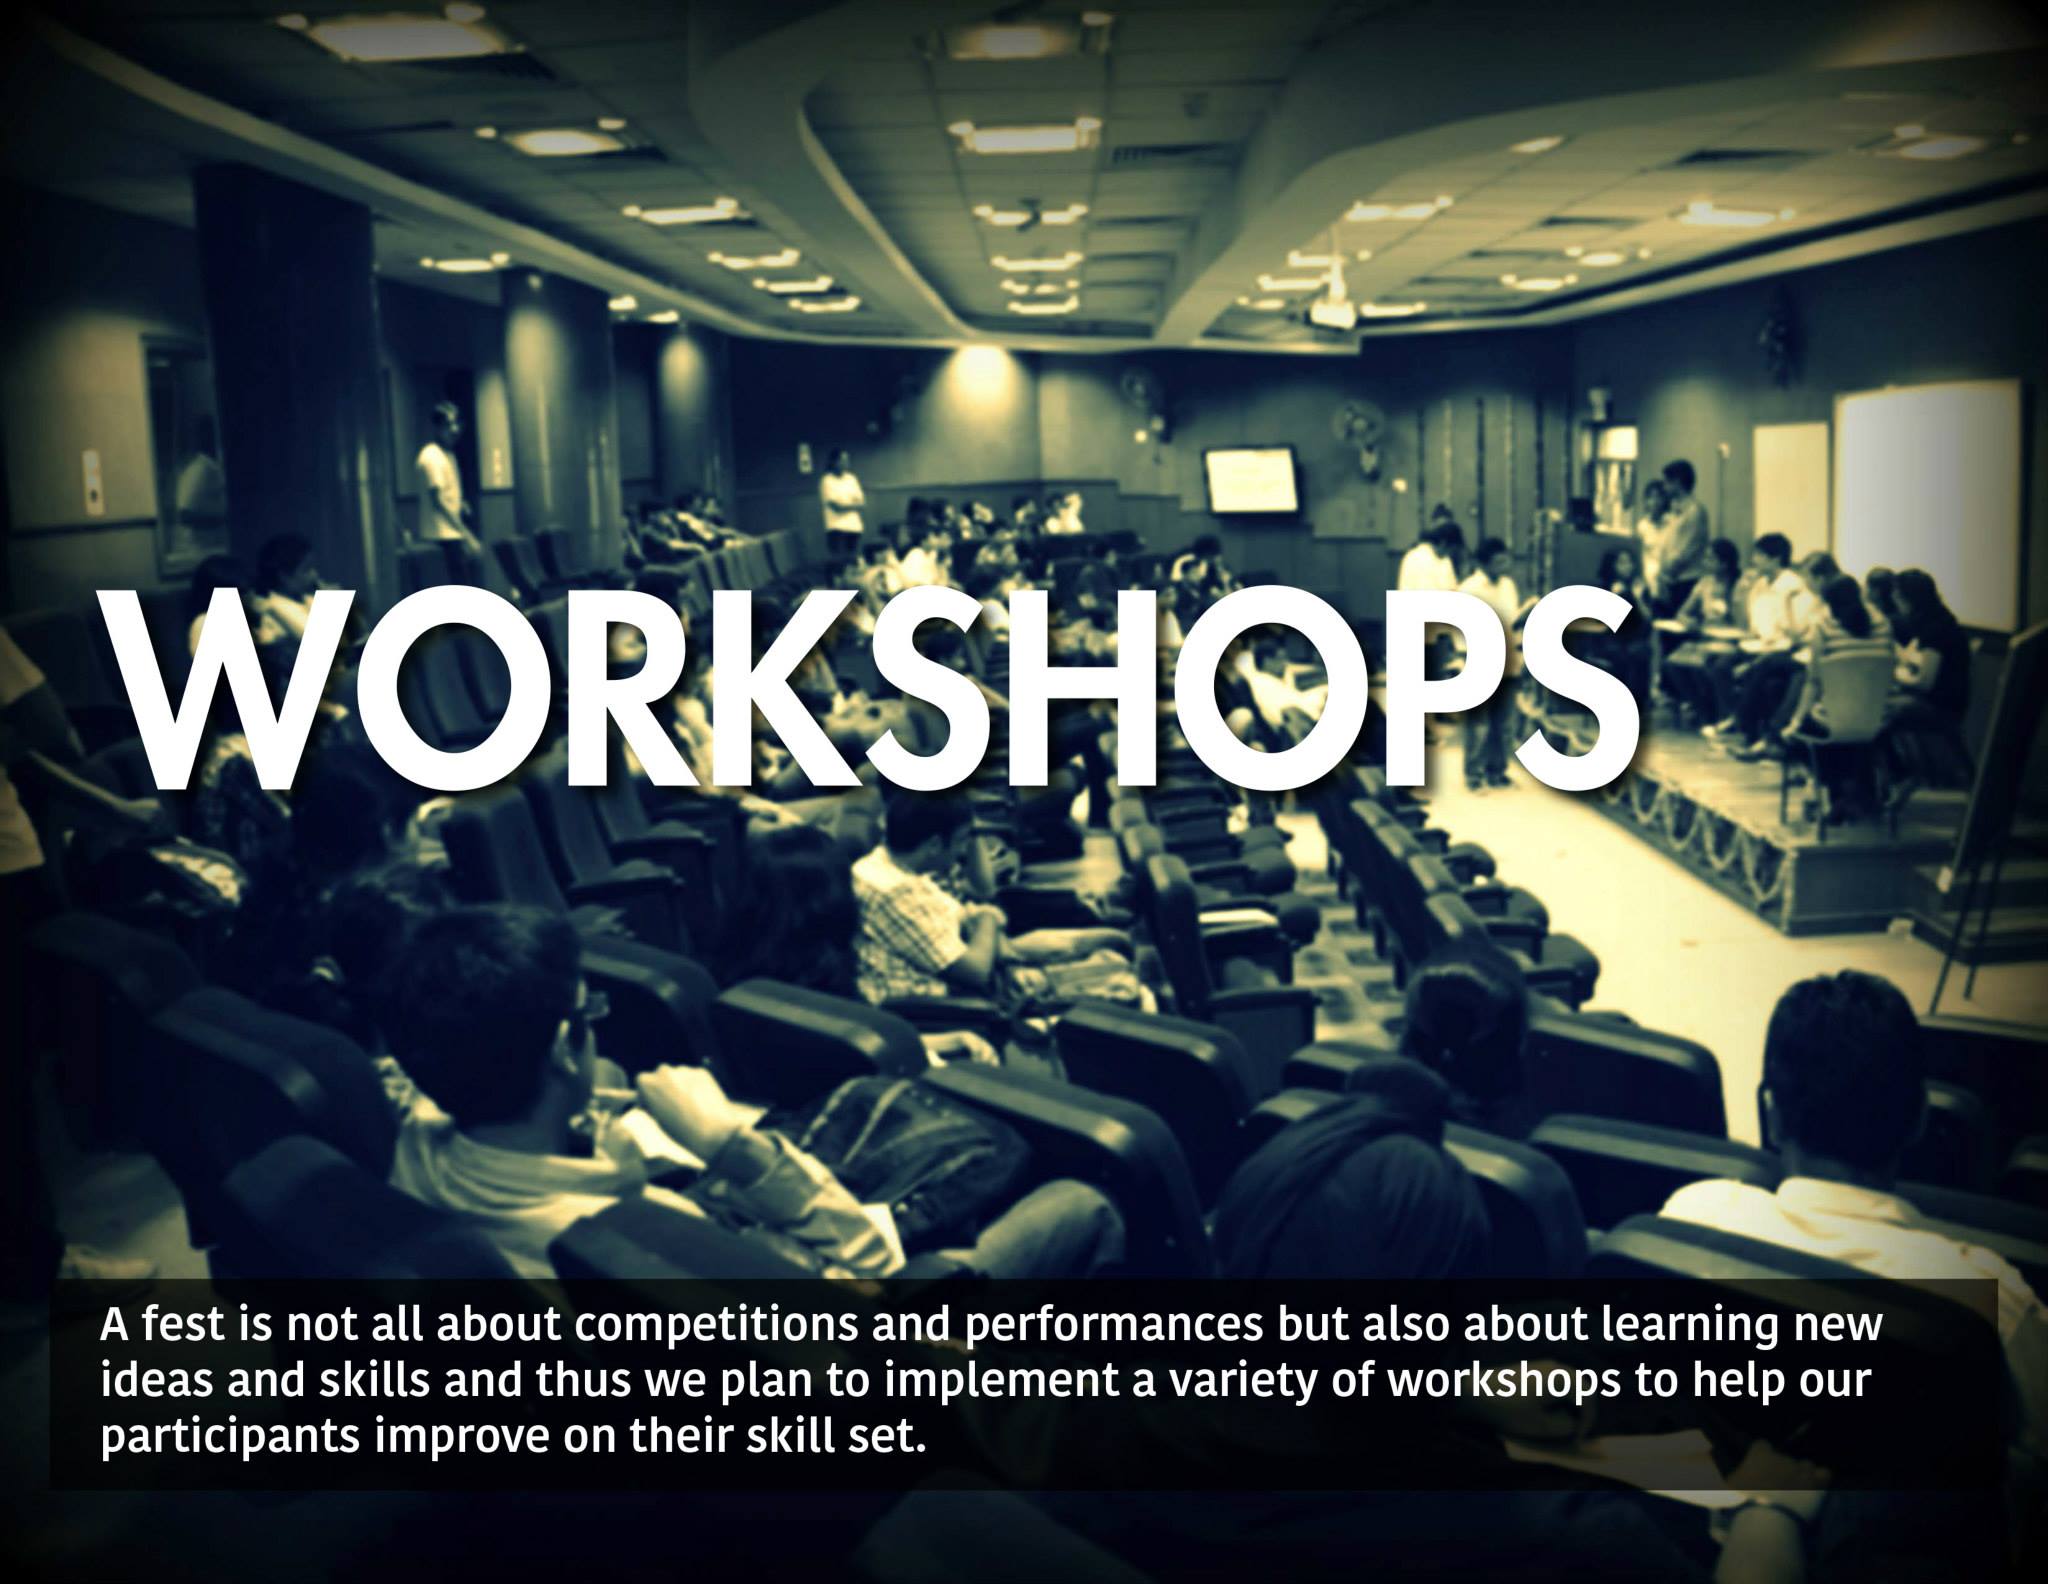 WORKSHOPS
A fest is not all about competitions and performances but also about learning new
ideas and skills and thus we plan to implement a variety of workshops to help our
participants improve on their skill set.